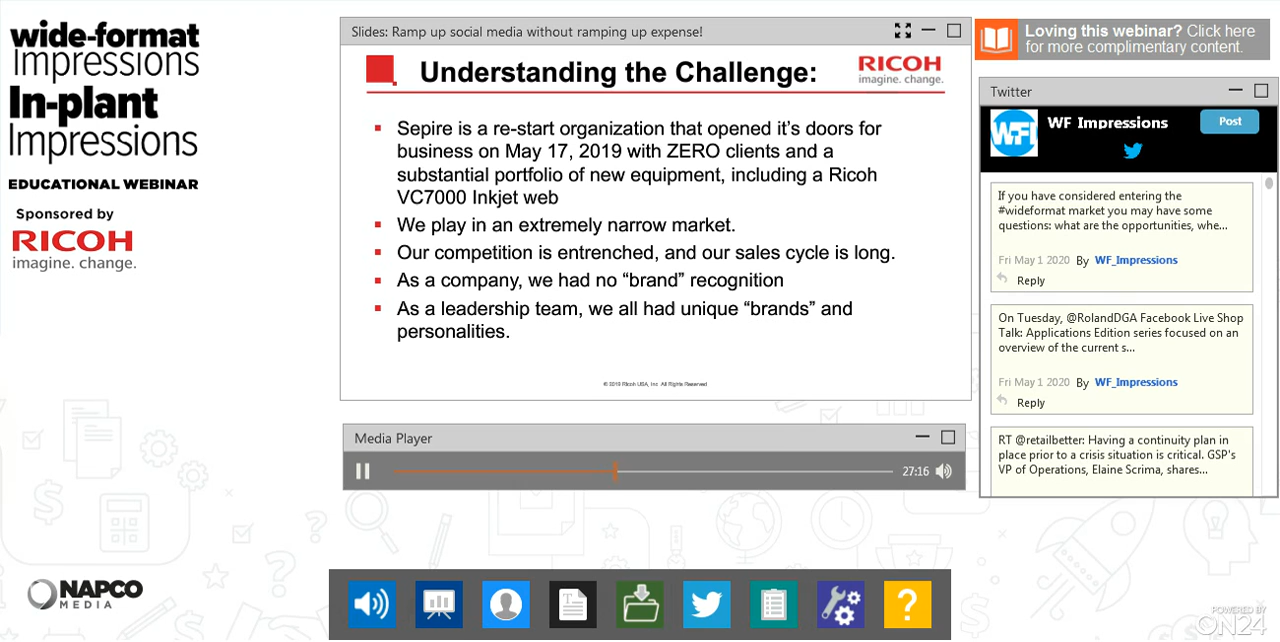 wide-format
Impressions
In-plant
Impressions
EDUCATIONAL WEBINAR
Sponsored by
RICOH
imagine. change.
Slides: Ramp up social media without ramping up expense!
Understanding the Challenge:
RICOH
imagine. change.
Sepire is a re-start organization that opened it's doors for
business on May 17, 2019 with ZERO clients and a
substantial portfolio of new equipment, including a Ricoh
VC7000 Inkjet web
We play in an extremely narrow market.
Our competition is entrenched, and our sales cycle is long.
As a company, we had no “brand” recognition
As a leadership team, we all had unique “brands” and
personalities.
© 2019 Ricoh USA, Inc. All Rights Reserved
Media Player
27:16
Loving this webinar? Click here
for more complimentary content.
Twitter
WF
WF Impressions
Post
If you have considered entering the
#wideformat market you may have some
questions: what are the opportunities, whe...
Fri May 1 2020 By WF_Impressions
Reply
On Tuesday, @RolandDGA Facebook Live Shop
Talk: Applications Edition series focused on an
overview of the current s...
Fri May 1 2020 By WF_Impressions
Reply
RT @retailbetter: Having a continuity plan in
place prior to a crisis situation is critical. GSP's
VP of Operations, Elaine Scrima, shares...
NAPCO
MEDIA
?
POWERED BY
ON24